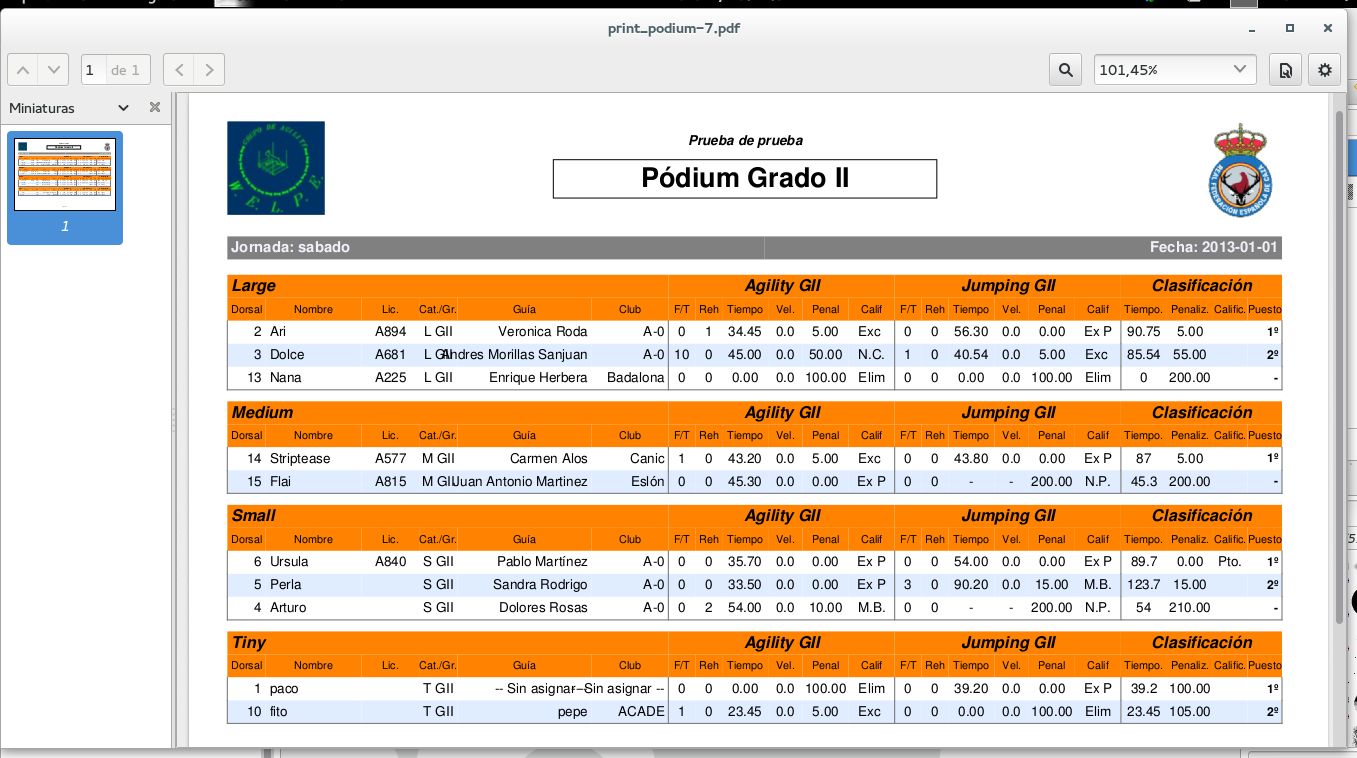 print_podium-7.pdf
1 de 1 101,45%
Miniaturas
1
GRUPO DE AGILITY
W.E.L.P.E.
Prueba de prueba
Pódium Grado II
REAL FEDERACIÓN ESPAÑOLA DE CAZA
Jornada: sabado Fecha: 2013-01-01
Large Agility GII Jumping GII Clasificación
Dorsal Nombre Lic. Cat./Gr. Guía Club F/T Reh Tiempo Vel. Penal Calif F/T Reh Tiempo Vel. Penal Calif Tiempo. Penaliz. Calific. Puesto
2 Ari A894 L GII Veronica Roda A-0 0 1 34.45 0.0 5.00 Exc 0 0 56.30 0.0 0.00 Ex P 90.75 5.00 1º
3 Dolce A681 L GII Andres Morillas Sanjuan A-0 10 0 45.00 0.0 50.00 N.C. 1 0 40.54 0.0 5.00 Exc 85.54 55.00 2º
13 Nana A225 L GII Enrique Herbera Badalona 0 0 0.00 0.0 100.00 Elim 0 0 0.00 0.0 100.00 Elim 0 200.00 -
Medium Agility GII Jumping GII Clasificación
Dorsal Nombre Lic. Cat./Gr. Guía Club F/T Reh Tiempo Vel. Penal Calif F/T Reh Tiempo Vel. Penal Calif Tiempo. Penaliz. Calific. Puesto
14 Striptease A577 M GII Carmen Alos Canic 1 0 43.20 0.0 5.00 Exc 0 0 43.80 0.0 0.00 Ex P 87 5.00 1º
15 Flai A815 M GII Juan Antonio Martinez Eslón 0 0 45.30 0.0 0.00 Ex P 0 0 - - 200.00 N.P. 45.3 200.00 -
Small Agility GII Jumping GII Clasificación
Dorsal Nombre Lic. Cat./Gr. Guía Club F/T Reh Tiempo Vel. Penal Calif F/T Reh Tiempo Vel. Penal Calif Tiempo. Penaliz. Calific. Puesto
6 Ursula A840 S GII Pablo Martínez A-0 0 0 35.70 0.0 0.00 Ex P 0 0 54.00 0.0 0.00 Ex P 89.7 0.00 Pto. 1º
5 Perla S GII Sandra Rodrigo A-0 0 0 33.50 0.0 0.00 Ex P 3 0 90.20 0.0 15.00 M.B. 123.7 15.00 2º
4 Arturo S GII Dolores Rosas A-0 0 2 54.00 0.0 10.00 M.B. 0 0 - - 200.00 N.P. 54 210.00 -
Tiny Agility GII Jumping GII Clasificación
Dorsal Nombre Lic. Cat./Gr. Guía Club F/T Reh Tiempo Vel. Penal Calif F/T Reh Tiempo Vel. Penal Calif Tiempo. Penaliz. Calific. Puesto
1 paco T GII -- Sin asignar -- -- Sin asignar -- 0 0 0.00 0.0 100.00 Elim 0 0 39.20 0.0 0.00 Ex P 39.2 100.00 1º
10 fito T GII pepe ACADE 1 0 23.45 0.0 5.00 Exc 0 0 0.00 0.0 100.00 Elim 23.45 105.00 2º